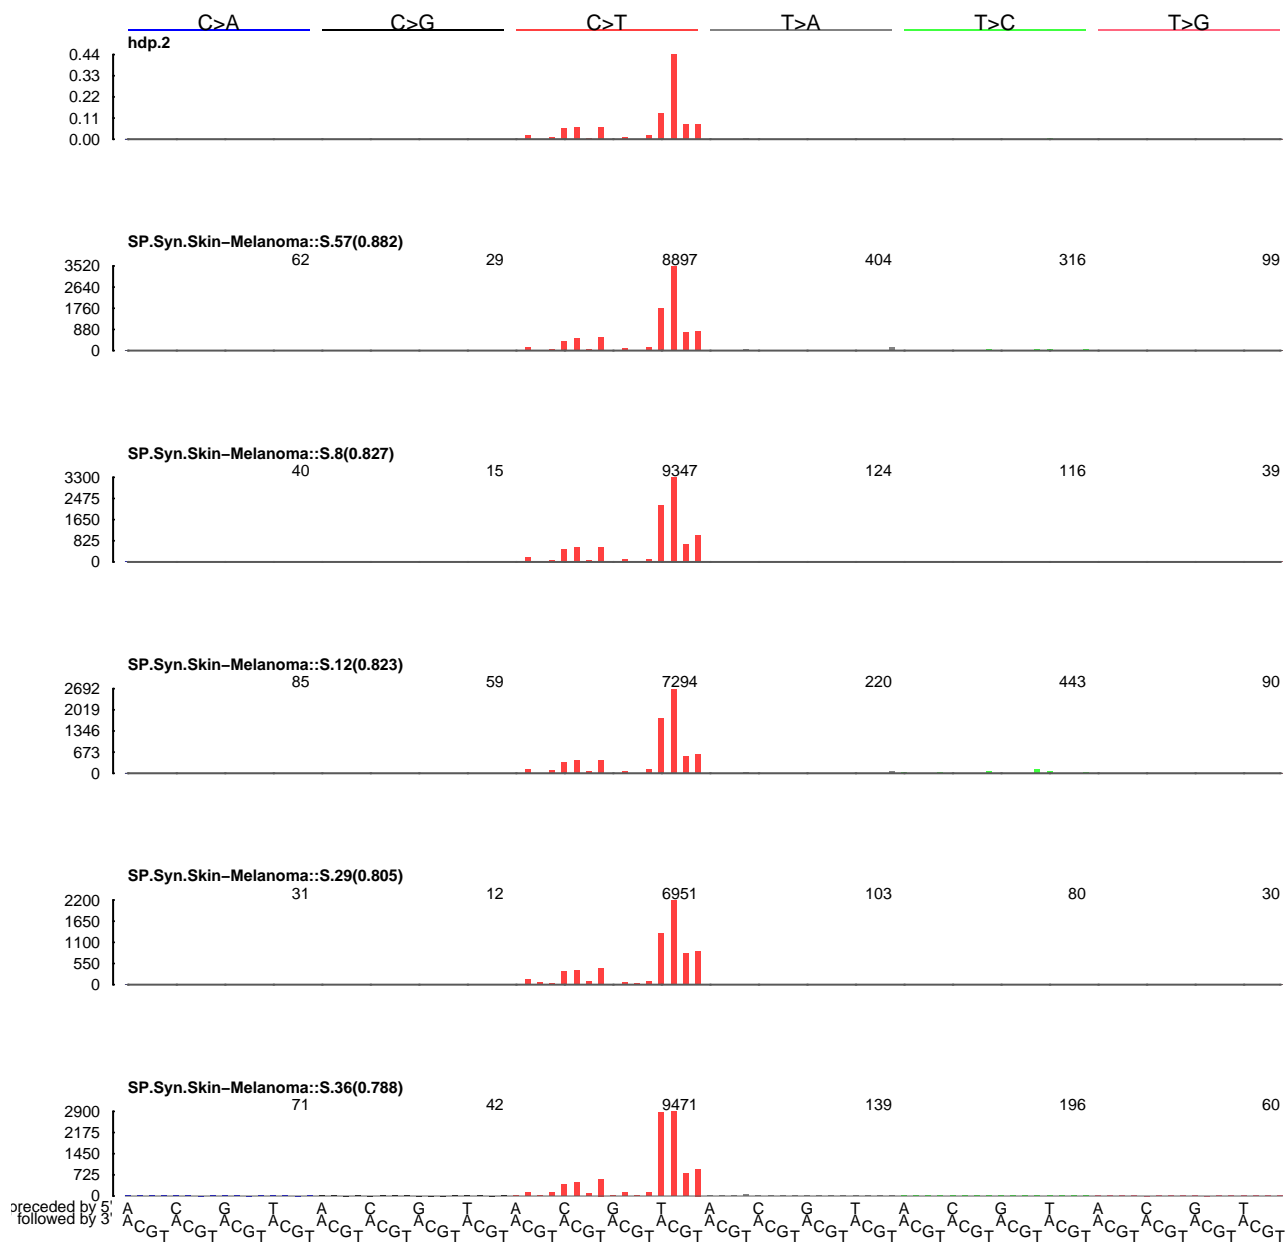 C>A C>G C>T T>A T>C T>G
hdp.2
0.44
0.33
0.22
0.11
0.00
SP.Syn.Skin−Melanoma::S.57(0.882)
62 29 8897 404 316 99
3520
2640
1760
880
0
SP.Syn.Skin−Melanoma::S.8(0.827)
40 15 9347 124 116 39
3300
2475
1650
825
0
SP.Syn.Skin−Melanoma::S.12(0.823)
85 59 7294 220 443 90
2692
2019
1346
673
0
SP.Syn.Skin−Melanoma::S.29(0.805)
31 12 6951 103 80 30
2200
1650
1100
550
0
SP.Syn.Skin−Melanoma::S.36(0.788)
71 42 9471 139 196 60
2900
2175
1450
725
0
preceded by 5' A C G T A C G T A C G T A C G T A C G T A C G T
followed by 3' A C G T A C G T A C G T A C G T A C G T A C G T A C G T A C G T A C G T A C G T A C G T A C G T A C G T A C G T A C G T A C G T A C G T A C G T A C G T A C G T A C G T A C G T A C G T A C G T